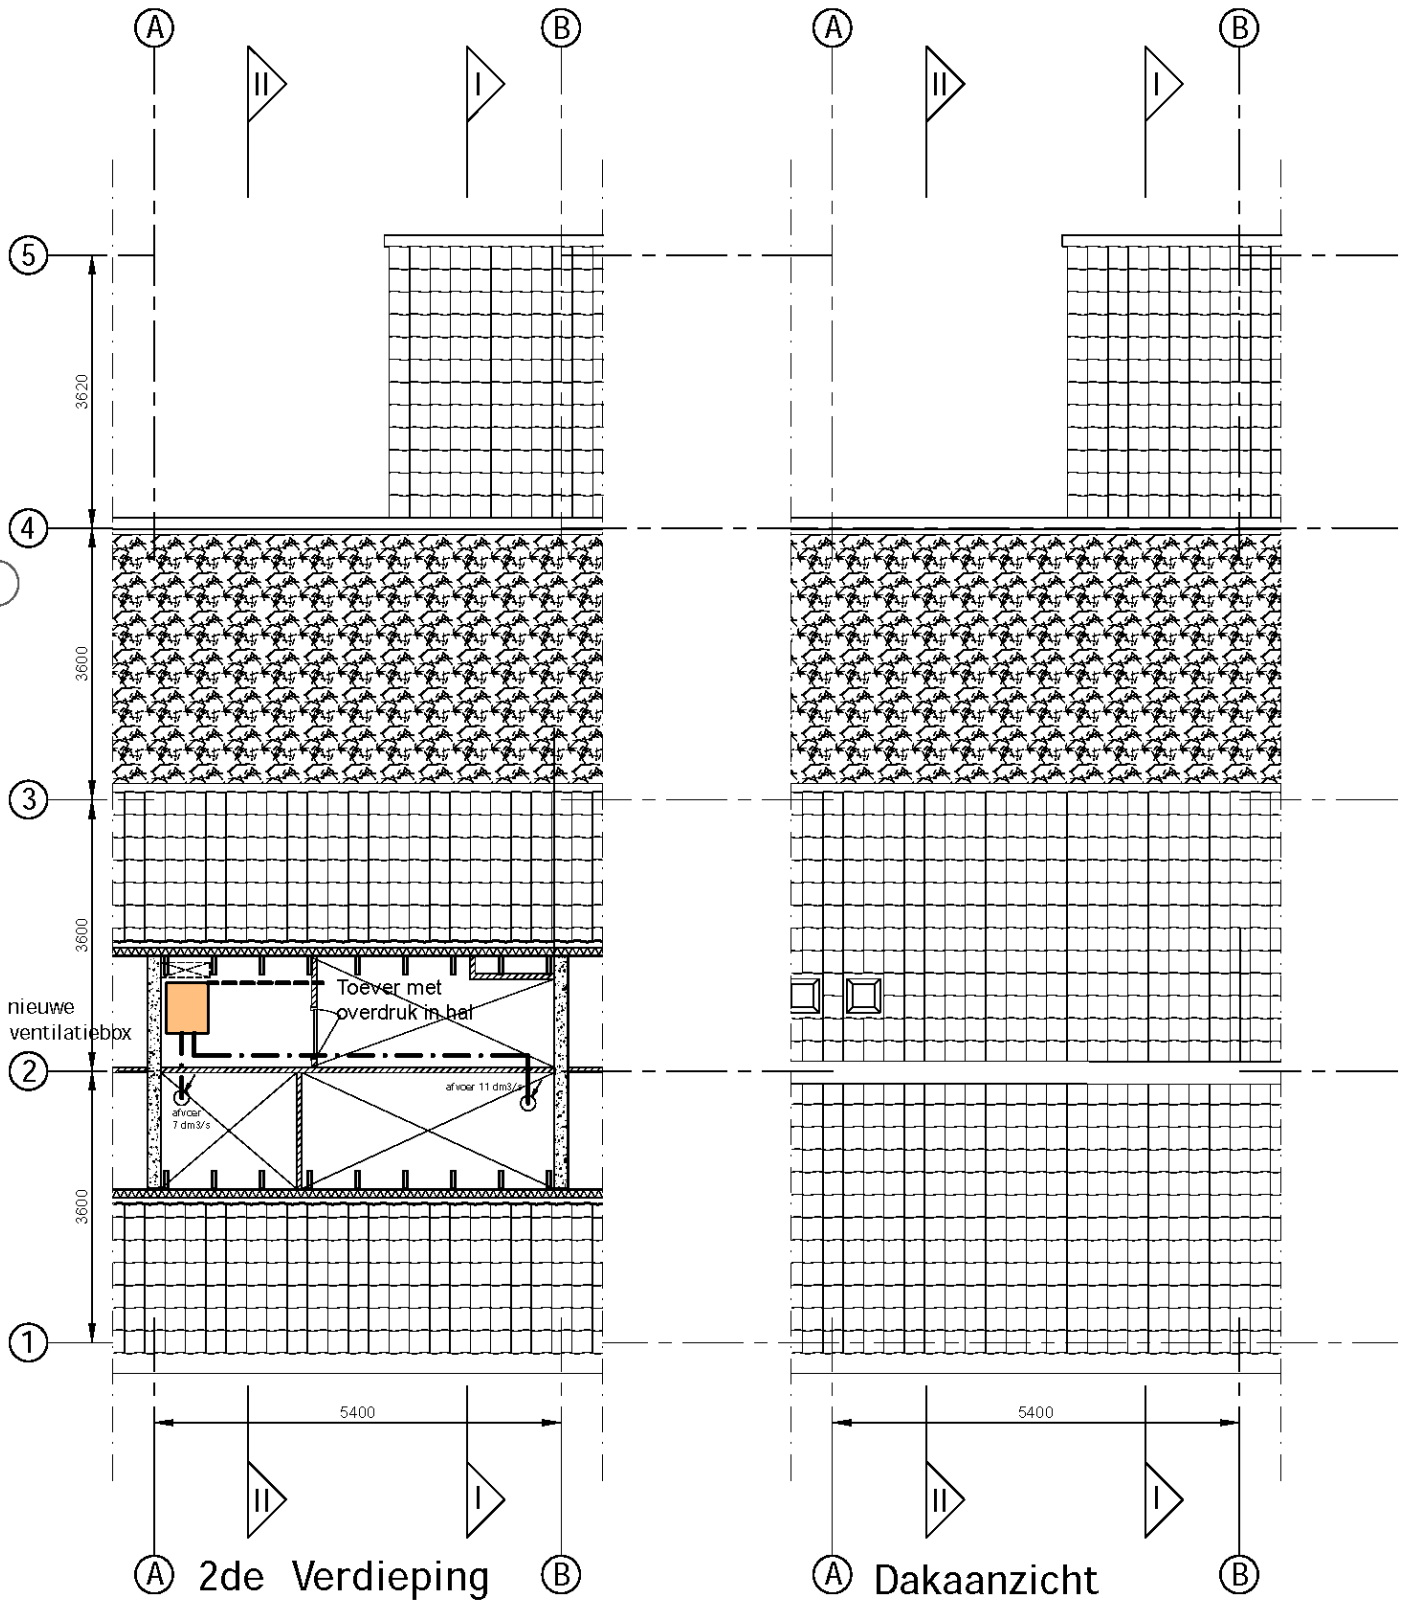 A B A B
II I II I
5
3620
4
3600
3
3600
nieuwe
ventilatiebox
Toever met
overdruk in hal
2
afvoer 11 dm3/s
afvoer
7 dm3/s
3600
1
5400 5400
II I II I
A 2de Verdieping B A Dakaanzicht B